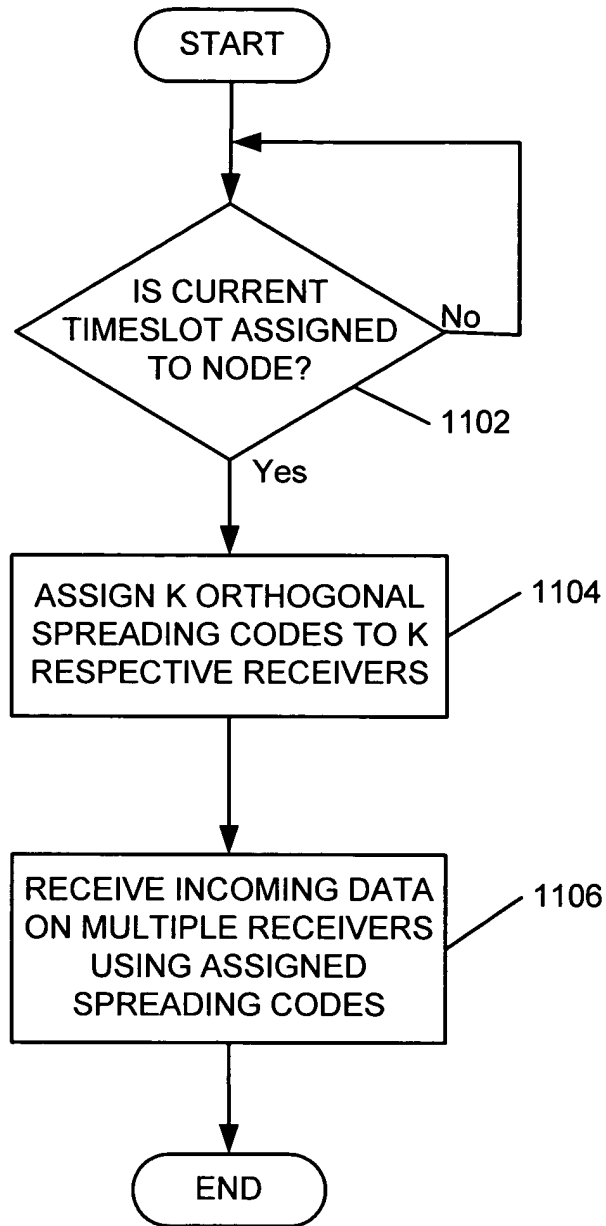 START
IS CURRENT
TIMESLOT ASSIGNED
TO NODE?
No
1102
Yes
ASSIGN K ORTHOGONAL
SPREADING CODES TO K
RESPECTIVE RECEIVERS
1104
RECEIVE INCOMING DATA
ON MULTIPLE RECEIVERS
USING ASSIGNED
SPREADING CODES
1106
END